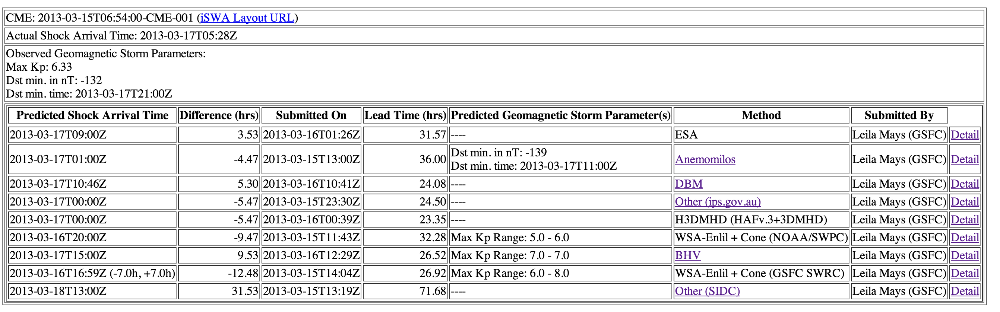 CME: 2013-03-15T06:54:00-CME-001 (iSWA Layout URL)
Actual Shock Arrival Time: 2013-03-17T05:28Z
Observed Geomagnetic Storm Parameters:
Max Kp: 6.33
Dst min. in nT: -132
Dst min. time: 2013-03-17T21:00Z
Predicted Shock Arrival Time Difference (hrs) Submitted On Lead Time (hrs) Predicted Geomagnetic Storm Parameter(s) Method Submitted By
2013-03-17T09:00Z 3.53 2013-03-16T01:26Z 31.57 ---- ESA Leila Mays (GSFC) Detail
2013-03-17T01:00Z -4.47 2013-03-15T13:00Z 36.00 Dst min. in nT: -139
Dst min. time: 2013-03-17T11:00Z Anemomilos Leila Mays (GSFC) Detail
2013-03-17T10:46Z 5.30 2013-03-16T10:41Z 24.08 ---- DBM Leila Mays (GSFC) Detail
2013-03-17T00:00Z -5.47 2013-03-15T23:30Z 24.50 ---- Other (ips.gov.au) Leila Mays (GSFC) Detail
2013-03-17T00:00Z -5.47 2013-03-16T00:39Z 23.35 ---- H3DMHD (HAFv.3+3DMHD) Leila Mays (GSFC) Detail
2013-03-16T20:00Z -9.47 2013-03-15T11:43Z 32.28 Max Kp Range: 5.0 - 6.0 WSA-Enlil + Cone (NOAA/SWPC) Leila Mays (GSFC) Detail
2013-03-17T15:00Z 9.53 2013-03-16T12:29Z 26.52 Max Kp Range: 7.0 - 7.0 BHV Leila Mays (GSFC) Detail
2013-03-16T16:59Z (-7.0h, +7.0h) -12.48 2013-03-15T14:04Z 26.92 Max Kp Range: 6.0 - 8.0 WSA-Enlil + Cone (GSFC SWRC) Leila Mays (GSFC) Detail
2013-03-18T13:00Z 31.53 2013-03-15T13:19Z 71.68 ---- Other (SIDC) Leila Mays (GSFC) Detail